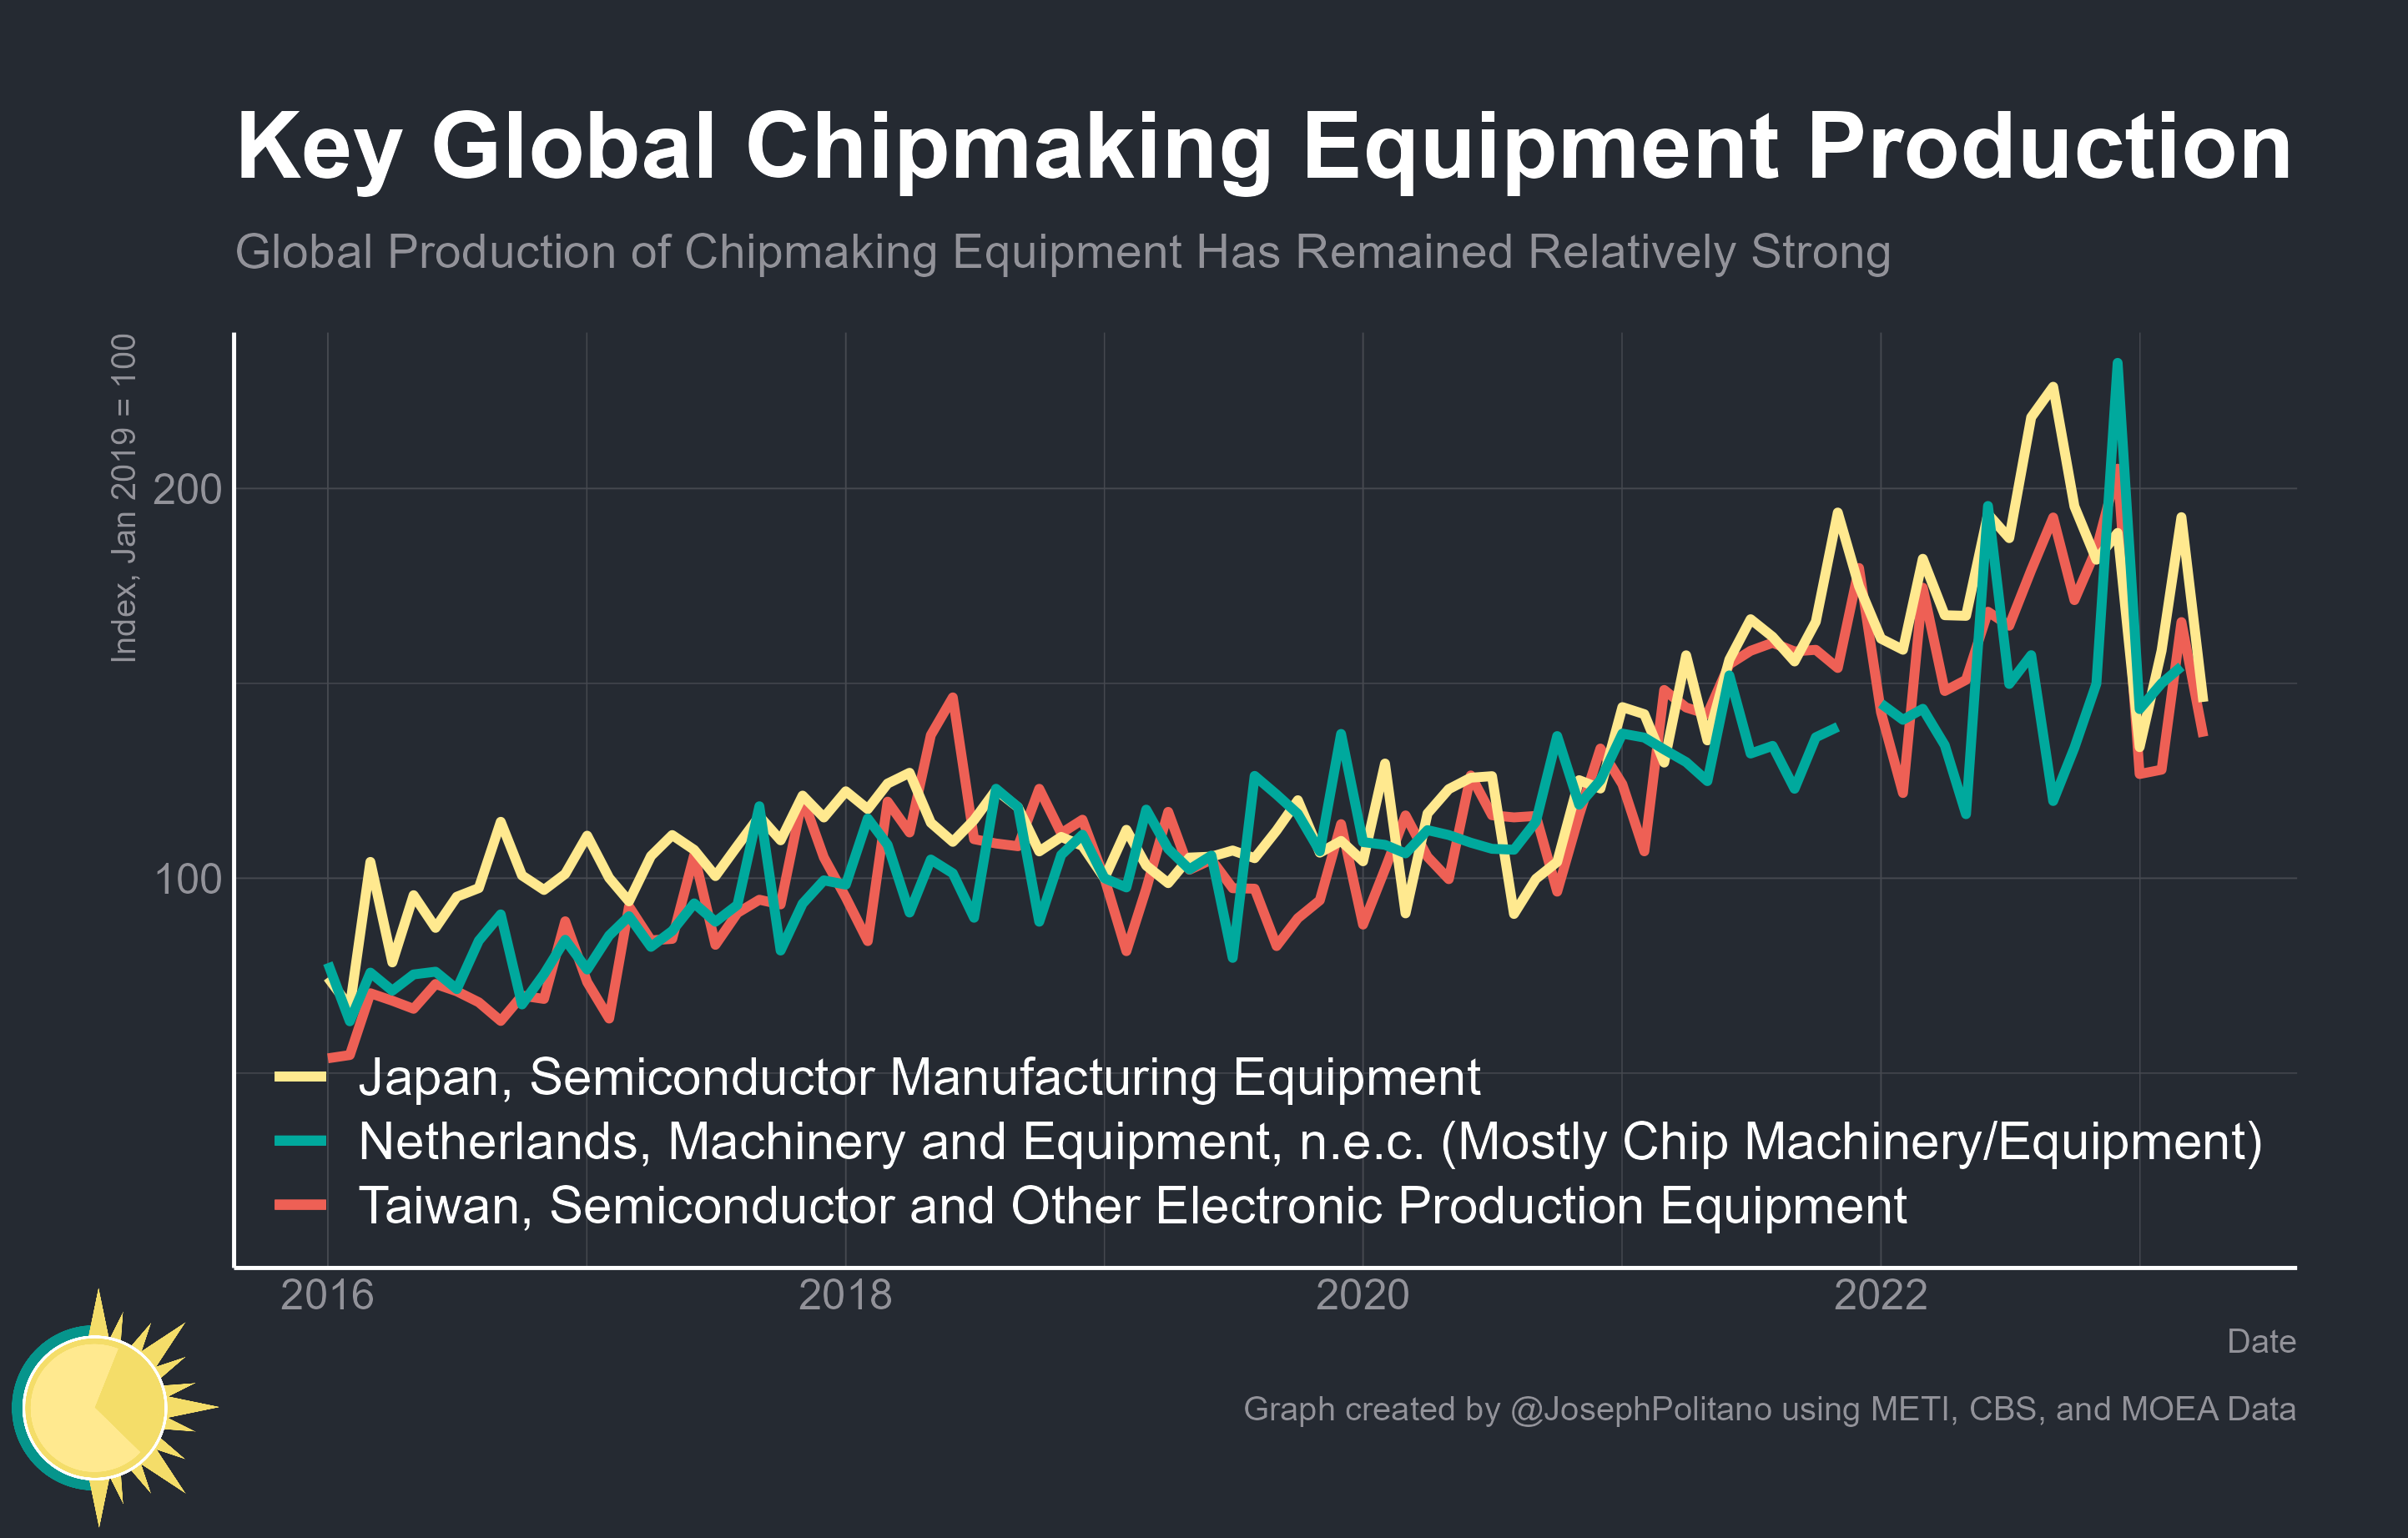 Key Global Chipmaking Equipment Production
Global Production of Chipmaking Equipment Has Remained Relatively Strong
Index, Jan 2019 = 100
200
100
Japan, Semiconductor Manufacturing Equipment
Netherlands, Machinery and Equipment, n.e.c. (Mostly Chip Machinery/Equipment)
Taiwan, Semiconductor and Other Electronic Production Equipment
2016 2018 2020 2022
Date
Graph created by @JosephPolitano using METI, CBS, and MOEA Data